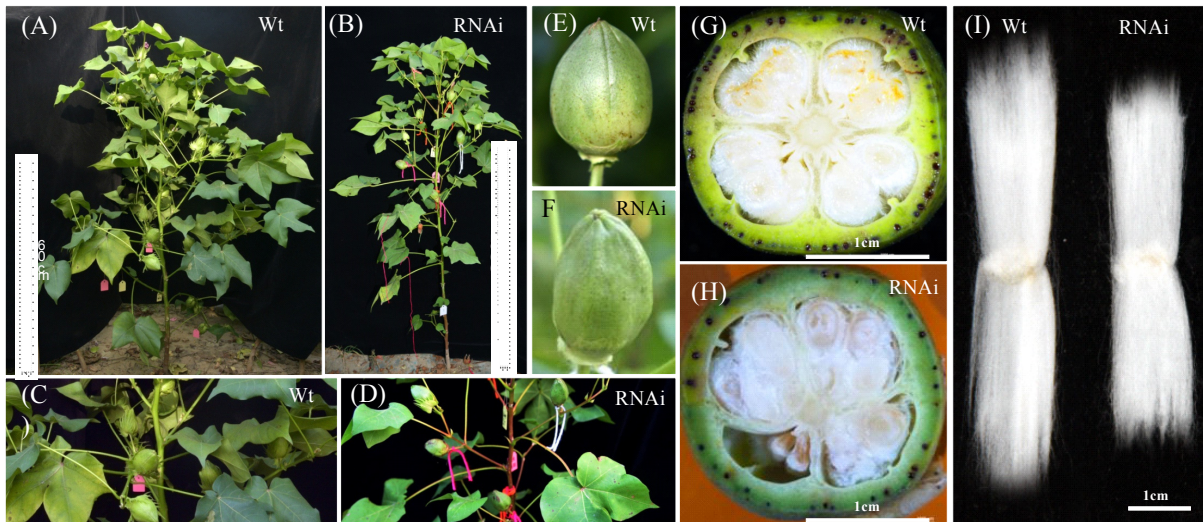 (A)
Wt
(B)
RNAi
(C)
Wt
(D)
RNAi
(E)
Wt
F
RNAi
(G)
Wt
1cm
(H)
RNAi
1cm
(I)
Wt
RNAi
1cm